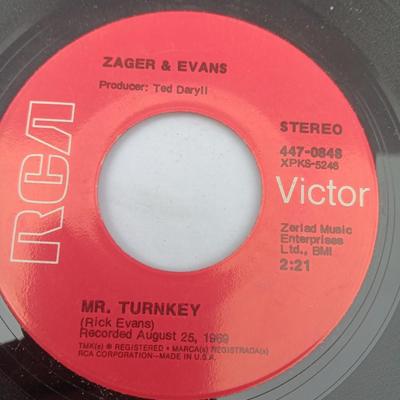 ZAGER & EVANS
Producer: Ted Daryll
STEREO
447-0848
XPKS-5246
RCA
Victor
Zerlad Music
Enterprises
Ltd., BMI
2:21
MR. TURNKEY
(Rick Evans)
Recorded August 25, 1969
TMK(s) ® REGISTERED • MARCA(s) REGISTRADA(s)
RCA CORPORATION—MADE IN U.S.A.